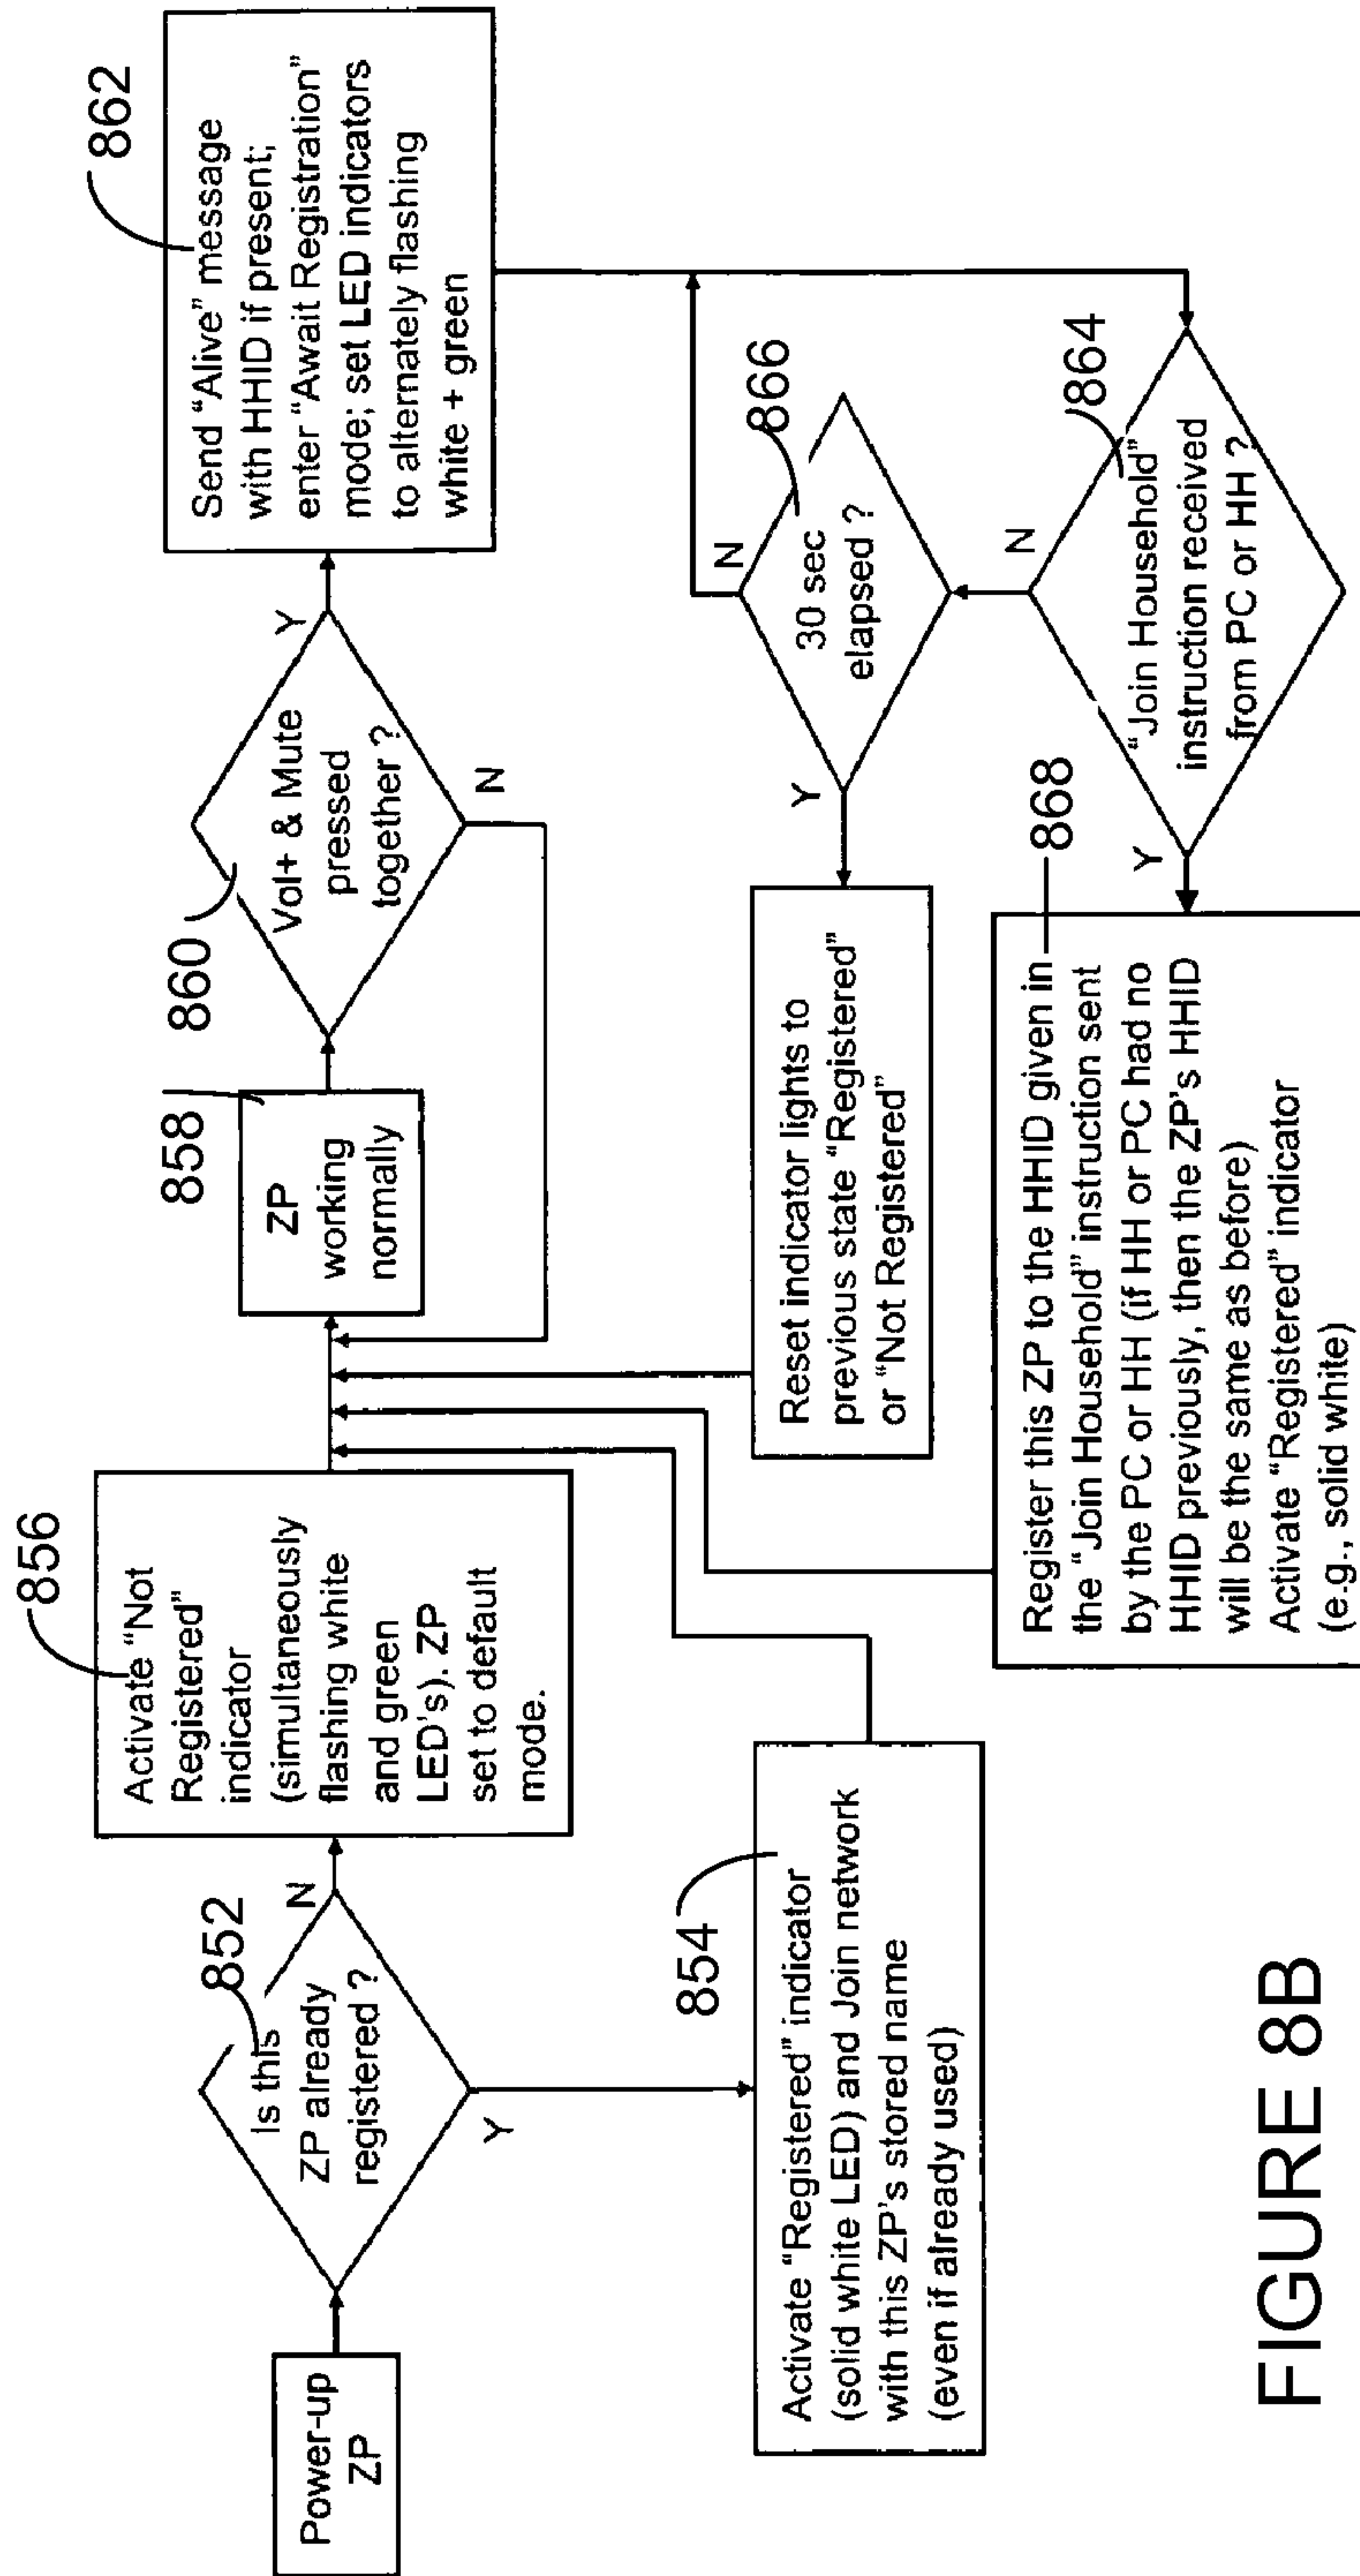 Power-up
ZP
852
Is this
ZP already
registered ?
N
Y
854
Activate “Registered” indicator
(solid white LED) and Join network
with this ZP’s stored name
(even if already used)
856
Activate “Not
Registered”
indicator
(simultaneously
flashing white
and green
LED’s). ZP
set to default
mode.
858
ZP
working
normally
860
Vol+ & Mute
pressed
together ?
Y
N
862
Send “Alive” message
with HHID if present;
enter “Await Registration”
mode; set LED indicators
to alternately flashing
white + green
864
“Join Household”
instruction received
from PC or HH ?
N
Y
866
30 sec
elapsed ?
N
Y
Reset indicator lights to
previous state “Registered”
or “Not Registered”
868
Register this ZP to the HHID given in
the “Join Household” instruction sent
by the PC or HH (if HH or PC had no
HHID previously, then the ZP’s HHID
will be the same as before)
Activate “Registered” indicator
(e.g., solid white)
FIGURE 8B